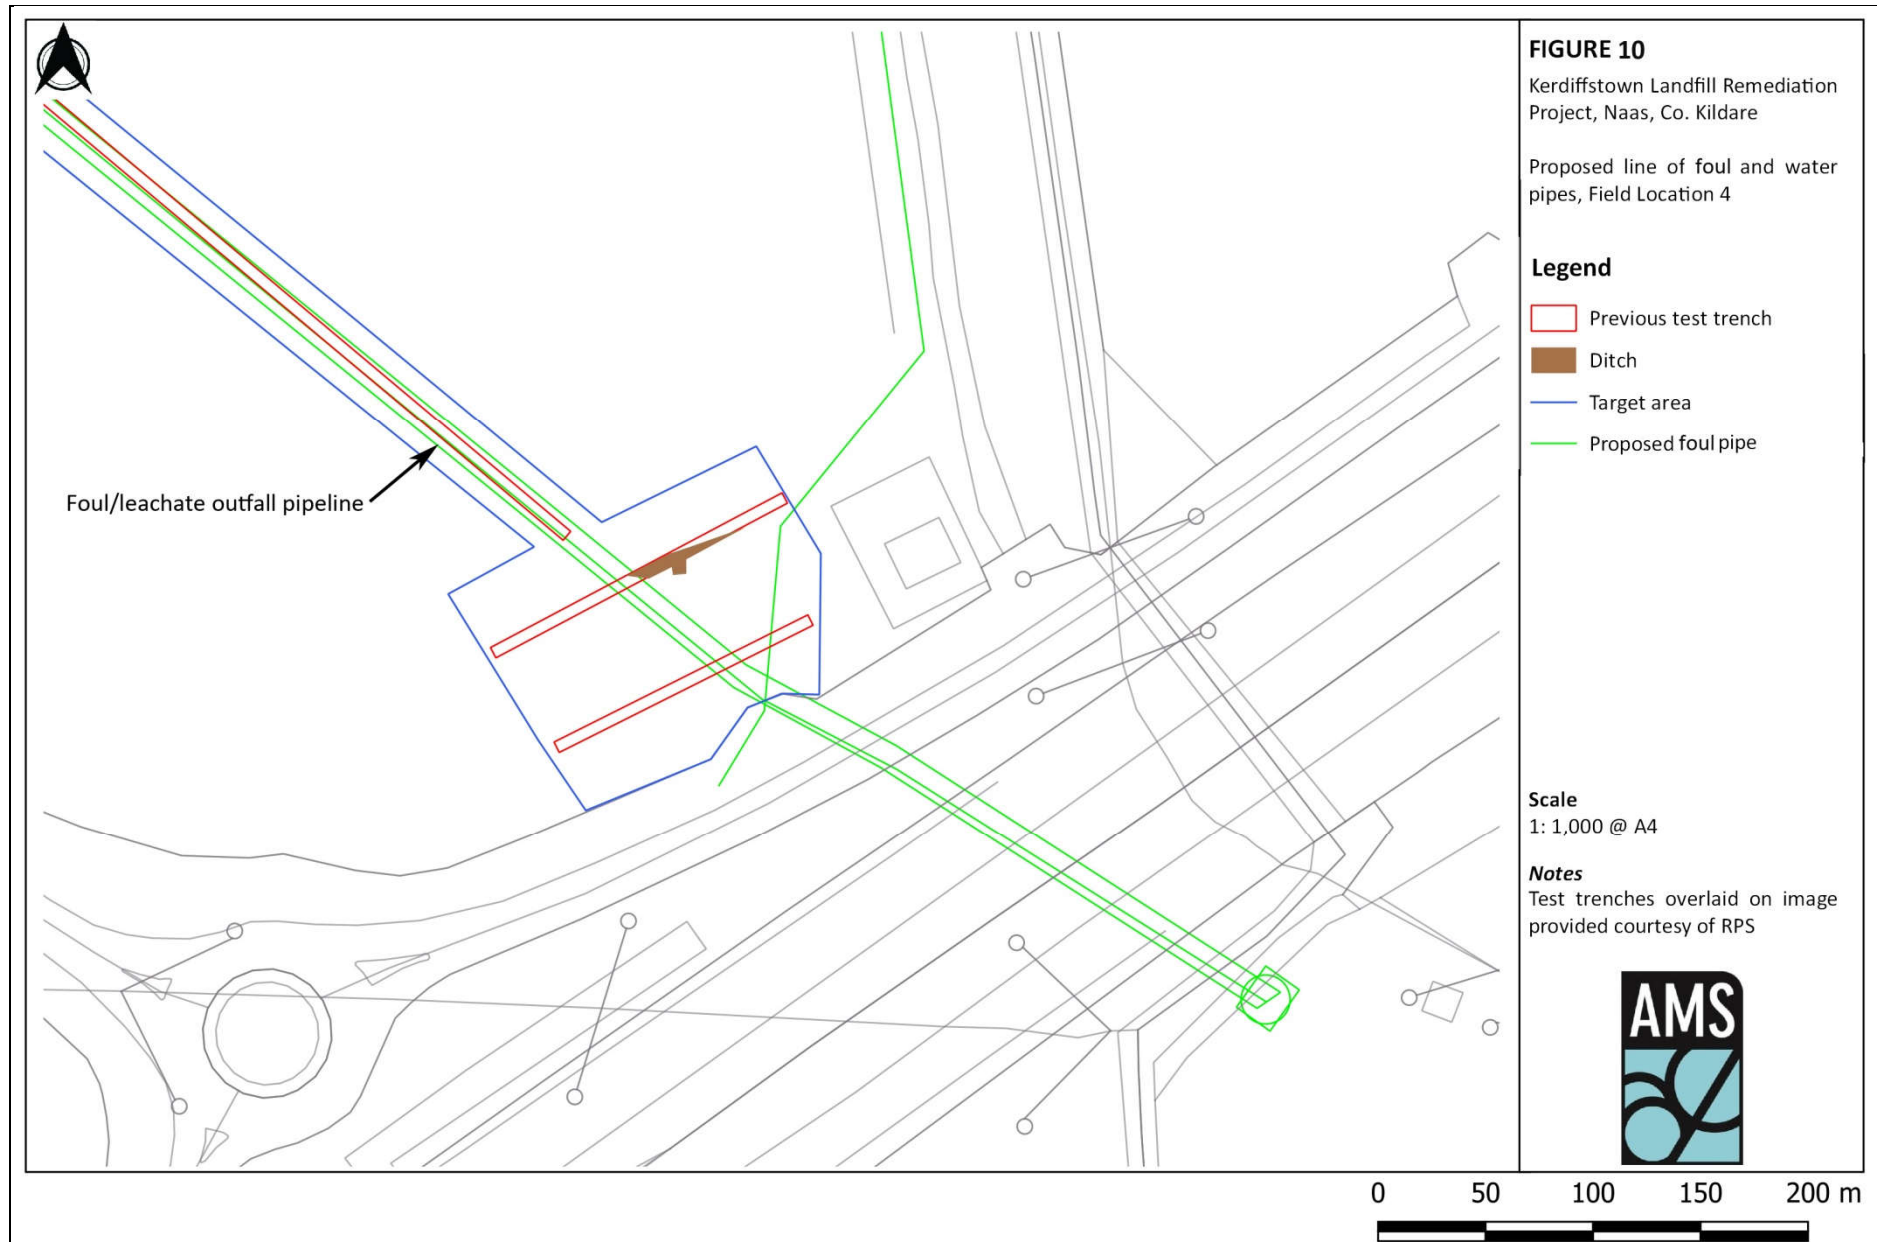 FIGURE 10
Kerdiffstown Landfill Remediation
Project, Naas, Co. Kildare
Proposed line of foul and water
pipes, Field Location 4
Legend
Previous test trench
Ditch
Target area
Proposed foul pipe
Foul/leachate outfall pipeline
Scale
1: 1,000 @ A4
Notes
Test trenches overlaid on image
provided courtesy of RPS
AMS
0 50 100 150 200 m